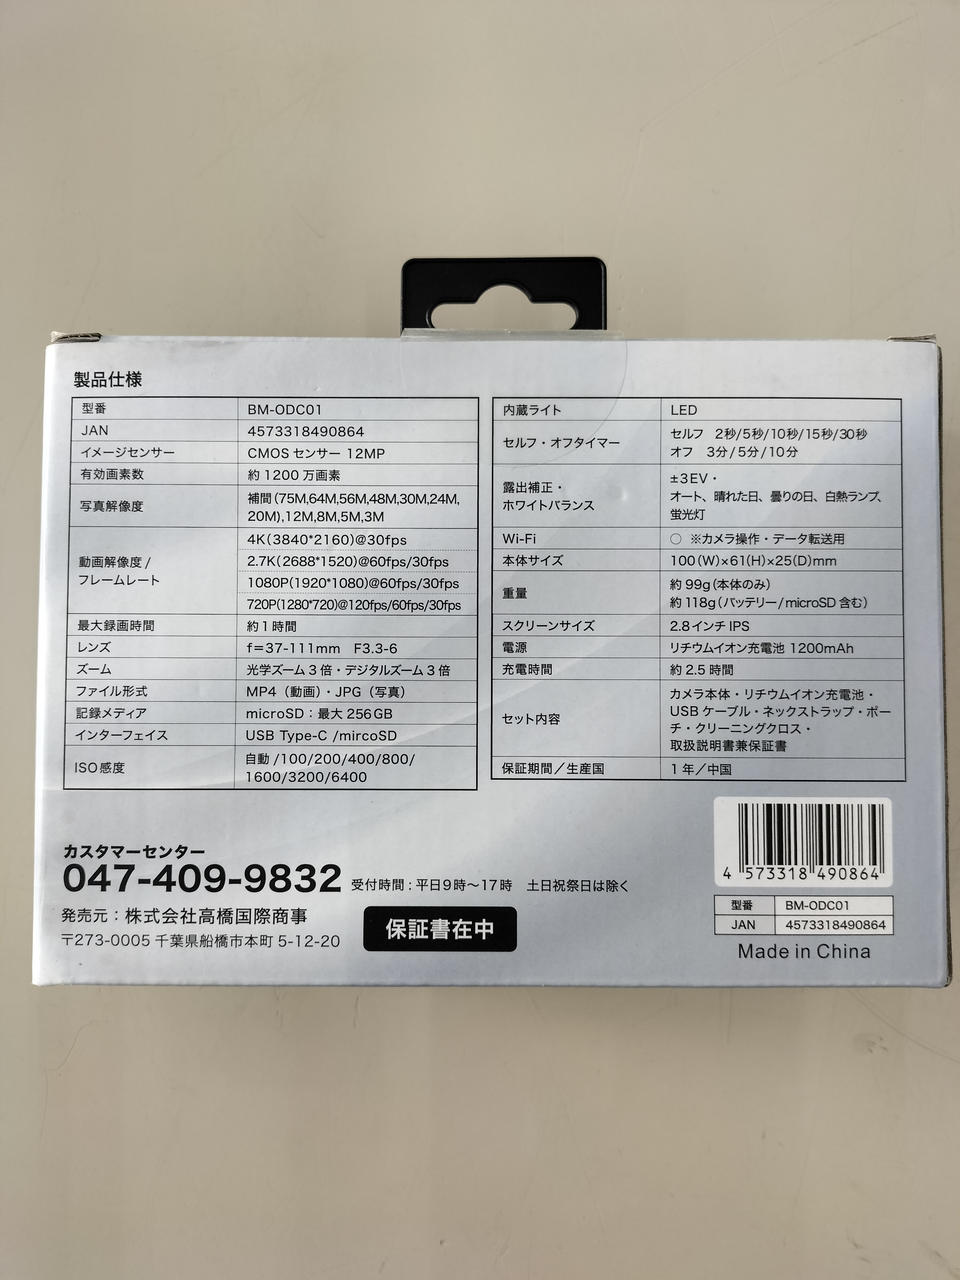 製品仕様
型番 BM-ODC01
JAN 4573318490864
イメージセンサー CMOS センサー 12MP
有効画素数 約 1200 万画素
写真解像度 補間 (75M,64M,56M,48M,30M,24M,
20M),12M,8M,5M,3M
動画解像度 /
フレームレート
4K(3840*2160)@30fps
2.7K(2688*1520)@60fps/30fps
1080P(1920*1080)@60fps/30fps
720P(1280*720)@120fps/60fps/30fps
最大録画時間 約 1 時間
レンズ f=37-111mm F3.3-6
ズーム 光学ズーム 3 倍・デジタルズーム 3 倍
ファイル形式 MP4（動画）・JPG（写真）
記録メディア microSD：最大 256GB
インターフェイス USB Type-C /mircoSD
ISO感度 自動 /100/200/400/800/
1600/3200/6400
内蔵ライト LED
セルフ・オフタイマー セルフ 2秒/5秒/10秒/15秒/30秒
オフ 3分/5分/10分
露出補正・
ホワイトバランス
±3EV・
オート、晴れた日、曇りの日、白熱ランプ、
蛍光灯
Wi-Fi ○ ※カメラ操作・データ転送用
本体サイズ 100(W)×61(H)×25(D)mm
重量 約 99g（本体のみ）
約 118g（バッテリー/microSD 含む）
スクリーンサイズ 2.8インチ IPS
電源 リチウムイオン充電池 1200mAh
充電時間 約 2.5 時間
セット内容 カメラ本体・リチウムイオン充電池・
USB ケーブル・ネックストラップ・ポー
チ・クリーニングクロス・
取扱説明書兼保証書
保証期間／生産国 1 年／中国
カスタマーセンター
047-409-9832 受付時間 : 平日9時～17時 土日祝祭日は除く
発売元：株式会社高橋国際商事
〒273-0005 千葉県船橋市本町 5-12-20
保証書在中
4 573318 490864
型番 BM-ODC01
JAN 4573318490864
Made in China